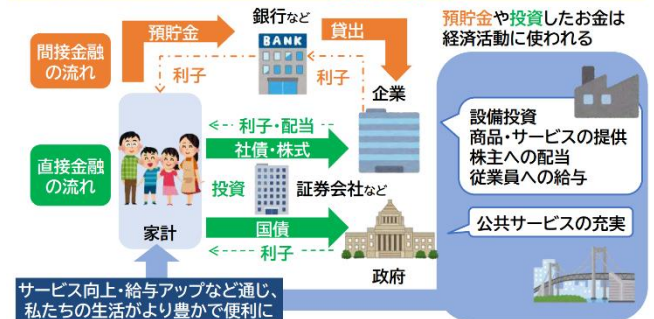 間接金融
の流れ
預貯金
銀行など
BANK
貸出
利子
利子
企業
直接金融
の流れ
家計
利子・配当
社債・株式
投資
証券会社など
国債
利子
政府
サービス向上・給与アップなど通じ、
私たちの生活がより豊かで便利に
預貯金や投資したお金は
経済活動に使われる
設備投資
商品・サービスの提供
株主への配当
従業員への給与
公共サービスの充実